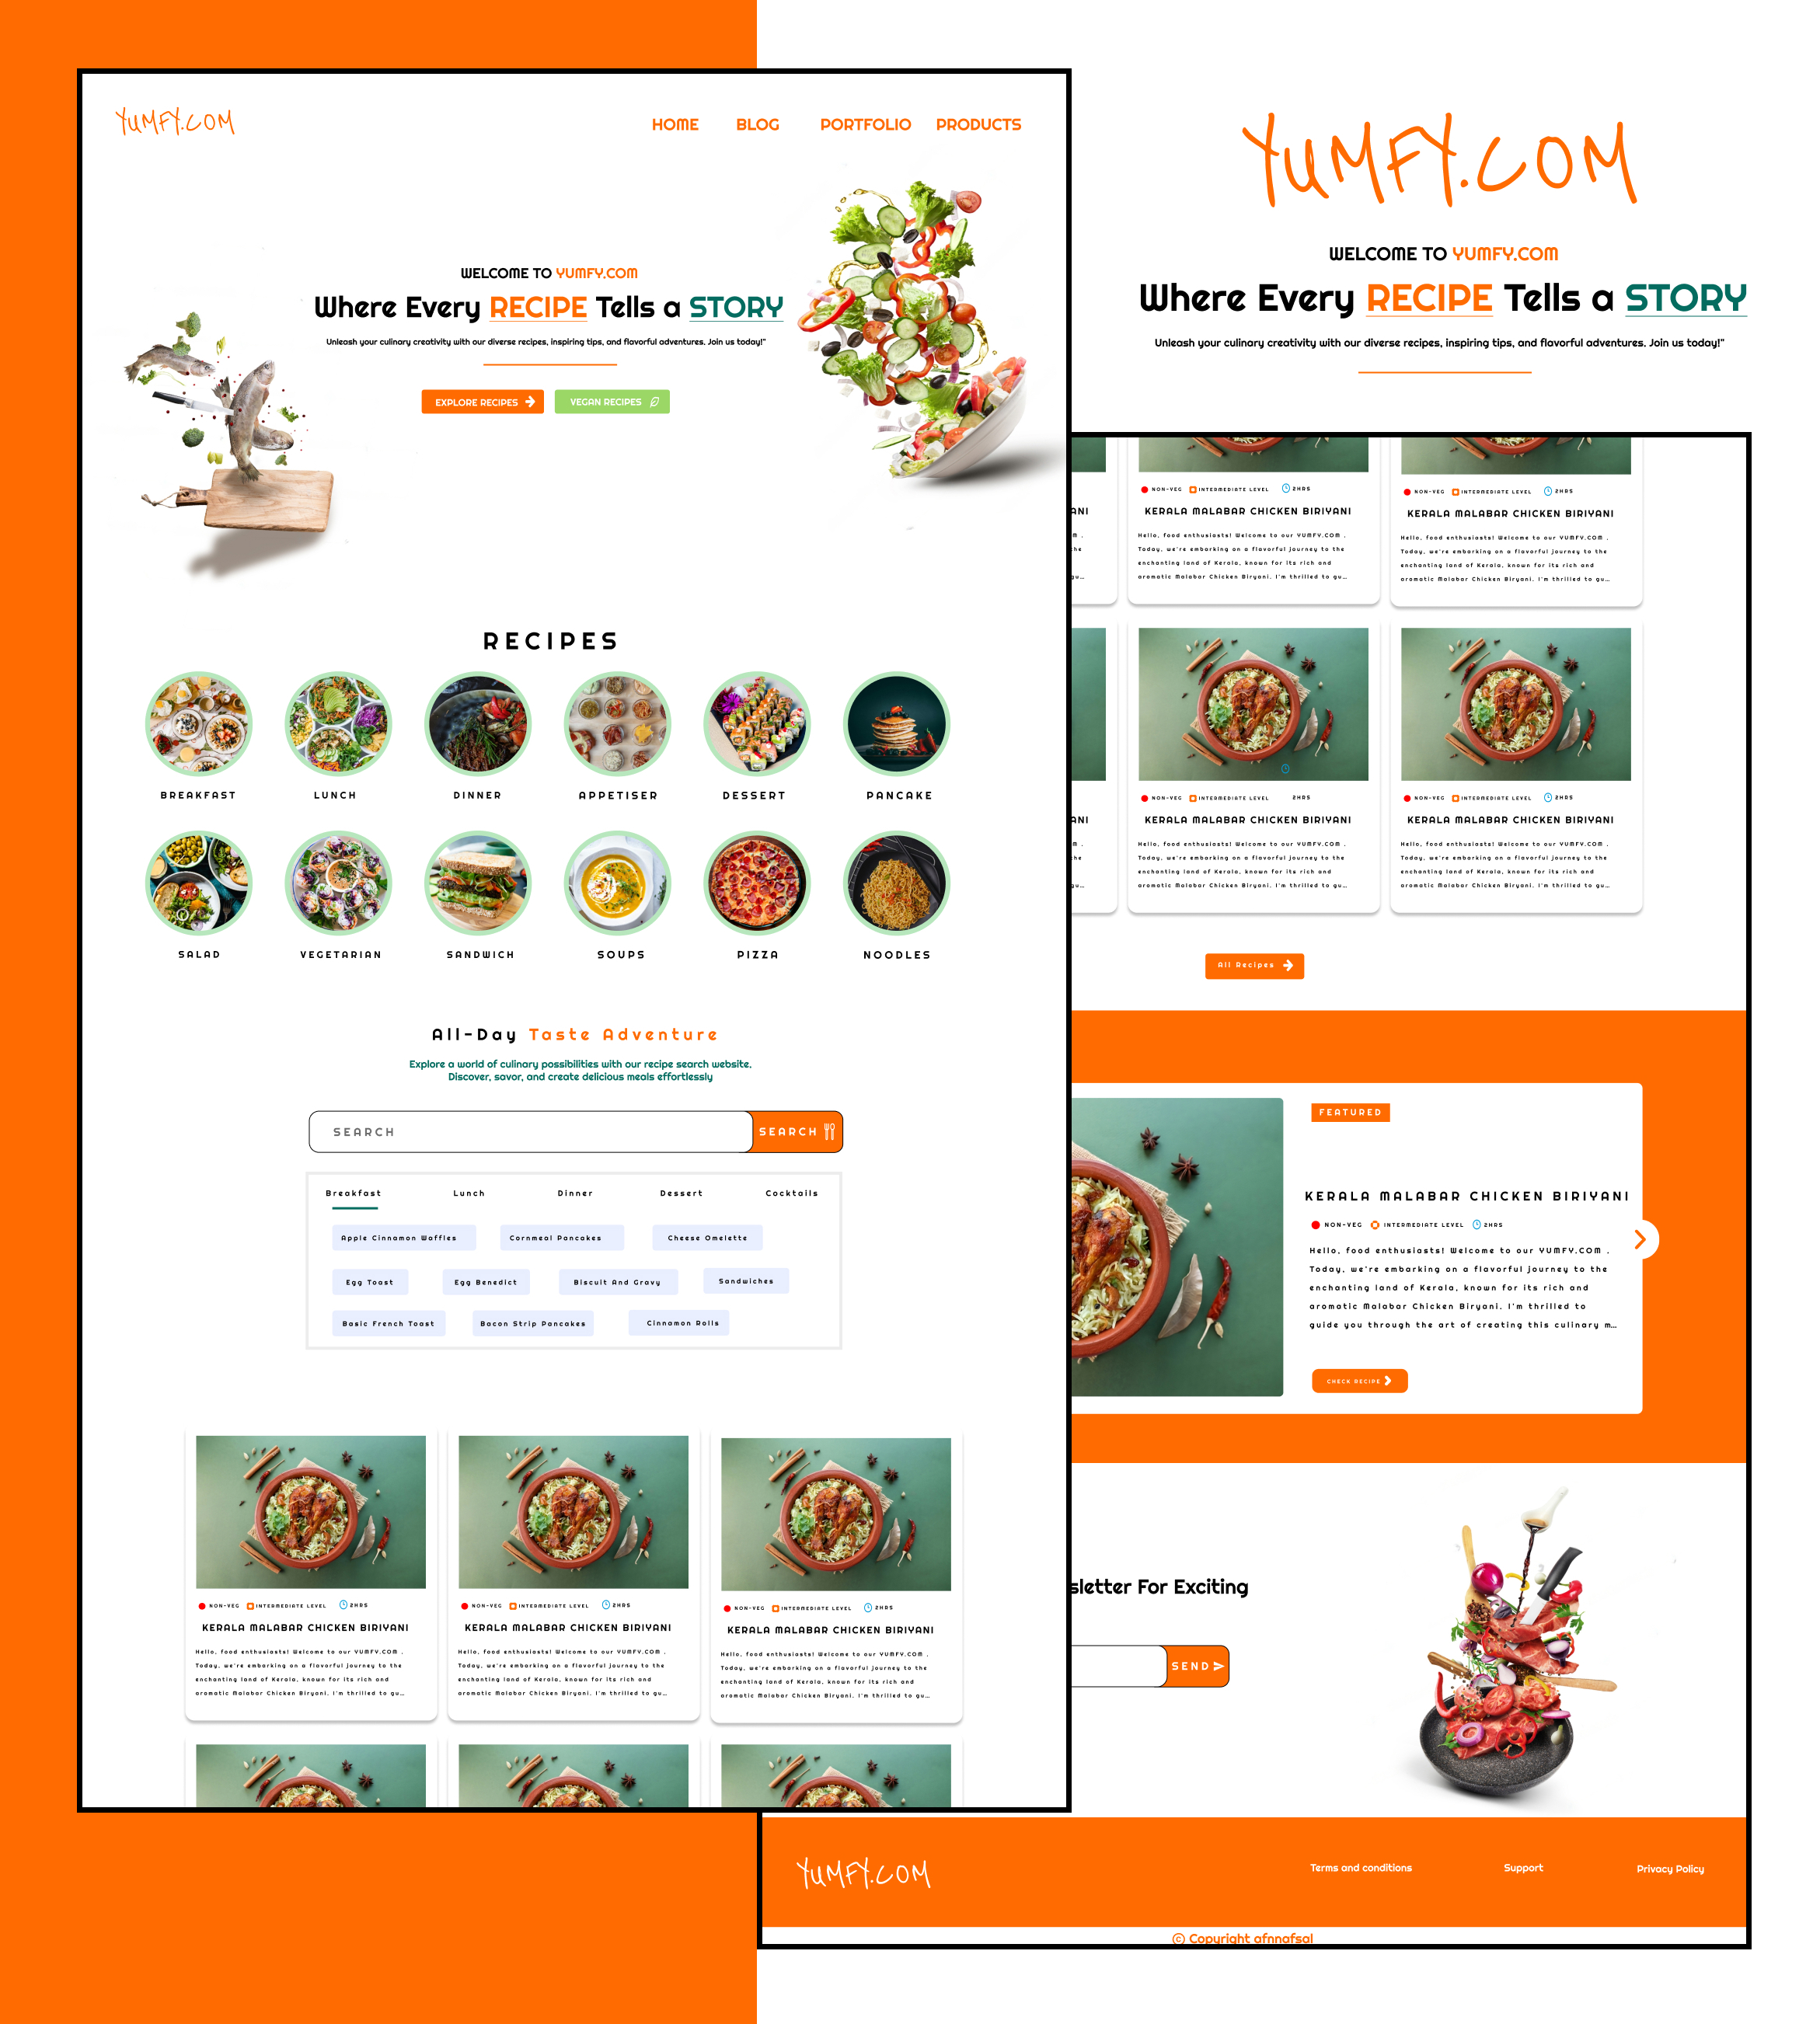 YUMFY.COM
HOME BLOG PORTFOLIO PRODUCTS
WELCOME TO YUMFY.COM
Where Every RECIPE Tells a STORY
Unleash your culinary creativity with our diverse recipes, inspiring tips, and flavorful adventures. Join us today!"
EXPLORE RECIPES VEGAN RECIPES
RECIPES
BREAKFAST LUNCH DINNER APPETISER DESSERT PANCAKE
SALAD VEGETARIAN SANDWICH SOUPS PIZZA NOODLES
All-Day Taste Adventure
Explore a world of culinary possibilities with our recipe search website.
Discover, savor, and create delicious meals effortlessly
SEARCH SEARCH
Breakfast Lunch Dinner Dessert Cocktails
Apple Cinnamon Waffles Cornmeal Pancakes Cheese Omelette
Egg Toast Egg Benedict Biscuit And Gravy Sandwiches
Basic French Toast Bacon Strip Pancakes Cinnamon Rolls
NON-VEG INTERMEDIATE LEVEL 2HRS
KERALA MALABAR CHICKEN BIRIYANI
Hello, food enthusiasts! Welcome to our YUMFY.COM .
Today, we're embarking on a flavorful journey to the
enchanting land of Kerala, known for its rich and
aromatic Malabar Chicken Biryani. I'm thrilled to gu...
NON-VEG INTERMEDIATE LEVEL 2HRS
KERALA MALABAR CHICKEN BIRIYANI
Hello, food enthusiasts! Welcome to our YUMFY.COM .
Today, we're embarking on a flavorful journey to the
enchanting land of Kerala, known for its rich and
aromatic Malabar Chicken Biryani. I'm thrilled to gu...
NON-VEG INTERMEDIATE LEVEL 2HRS
KERALA MALABAR CHICKEN BIRIYANI
Hello, food enthusiasts! Welcome to our YUMFY.COM .
Today, we're embarking on a flavorful journey to the
enchanting land of Kerala, known for its rich and
aromatic Malabar Chicken Biryani. I'm thrilled to gu...
YUMFY.COM
WELCOME TO YUMFY.COM
Where Every RECIPE Tells a STORY
Unleash your culinary creativity with our diverse recipes, inspiring tips, and flavorful adventures. Join us today!"
NON-VEG INTERMEDIATE LEVEL 2HRS
KERALA MALABAR CHICKEN BIRIYANI
Hello, food enthusiasts! Welcome to our YUMFY.COM .
Today, we're embarking on a flavorful journey to the
enchanting land of Kerala, known for its rich and
aromatic Malabar Chicken Biryani. I'm thrilled to gu...
NON-VEG INTERMEDIATE LEVEL 2HRS
KERALA MALABAR CHICKEN BIRIYANI
Hello, food enthusiasts! Welcome to our YUMFY.COM .
Today, we're embarking on a flavorful journey to the
enchanting land of Kerala, known for its rich and
aromatic Malabar Chicken Biryani. I'm thrilled to gu...
NON-VEG INTERMEDIATE LEVEL 2HRS
KERALA MALABAR CHICKEN BIRIYANI
Hello, food enthusiasts! Welcome to our YUMFY.COM .
Today, we're embarking on a flavorful journey to the
enchanting land of Kerala, known for its rich and
aromatic Malabar Chicken Biryani. I'm thrilled to gu...
NON-VEG INTERMEDIATE LEVEL 2HRS
KERALA MALABAR CHICKEN BIRIYANI
Hello, food enthusiasts! Welcome to our YUMFY.COM .
Today, we're embarking on a flavorful journey to the
enchanting land of Kerala, known for its rich and
aromatic Malabar Chicken Biryani. I'm thrilled to gu...
All Recipes
FEATURED
KERALA MALABAR CHICKEN BIRIYANI
NON-VEG INTERMEDIATE LEVEL 2HRS
Hello, food enthusiasts! Welcome to our YUMFY.COM .
Today, we're embarking on a flavorful journey to the
enchanting land of Kerala, known for its rich and
aromatic Malabar Chicken Biryani. I'm thrilled to
guide you through the art of creating this culinary m...
CHECK RECIPE
sletter For Exciting
SEND
YUMFY.COM
Terms and conditions Support Privacy Policy
© Copyright afnnafsal